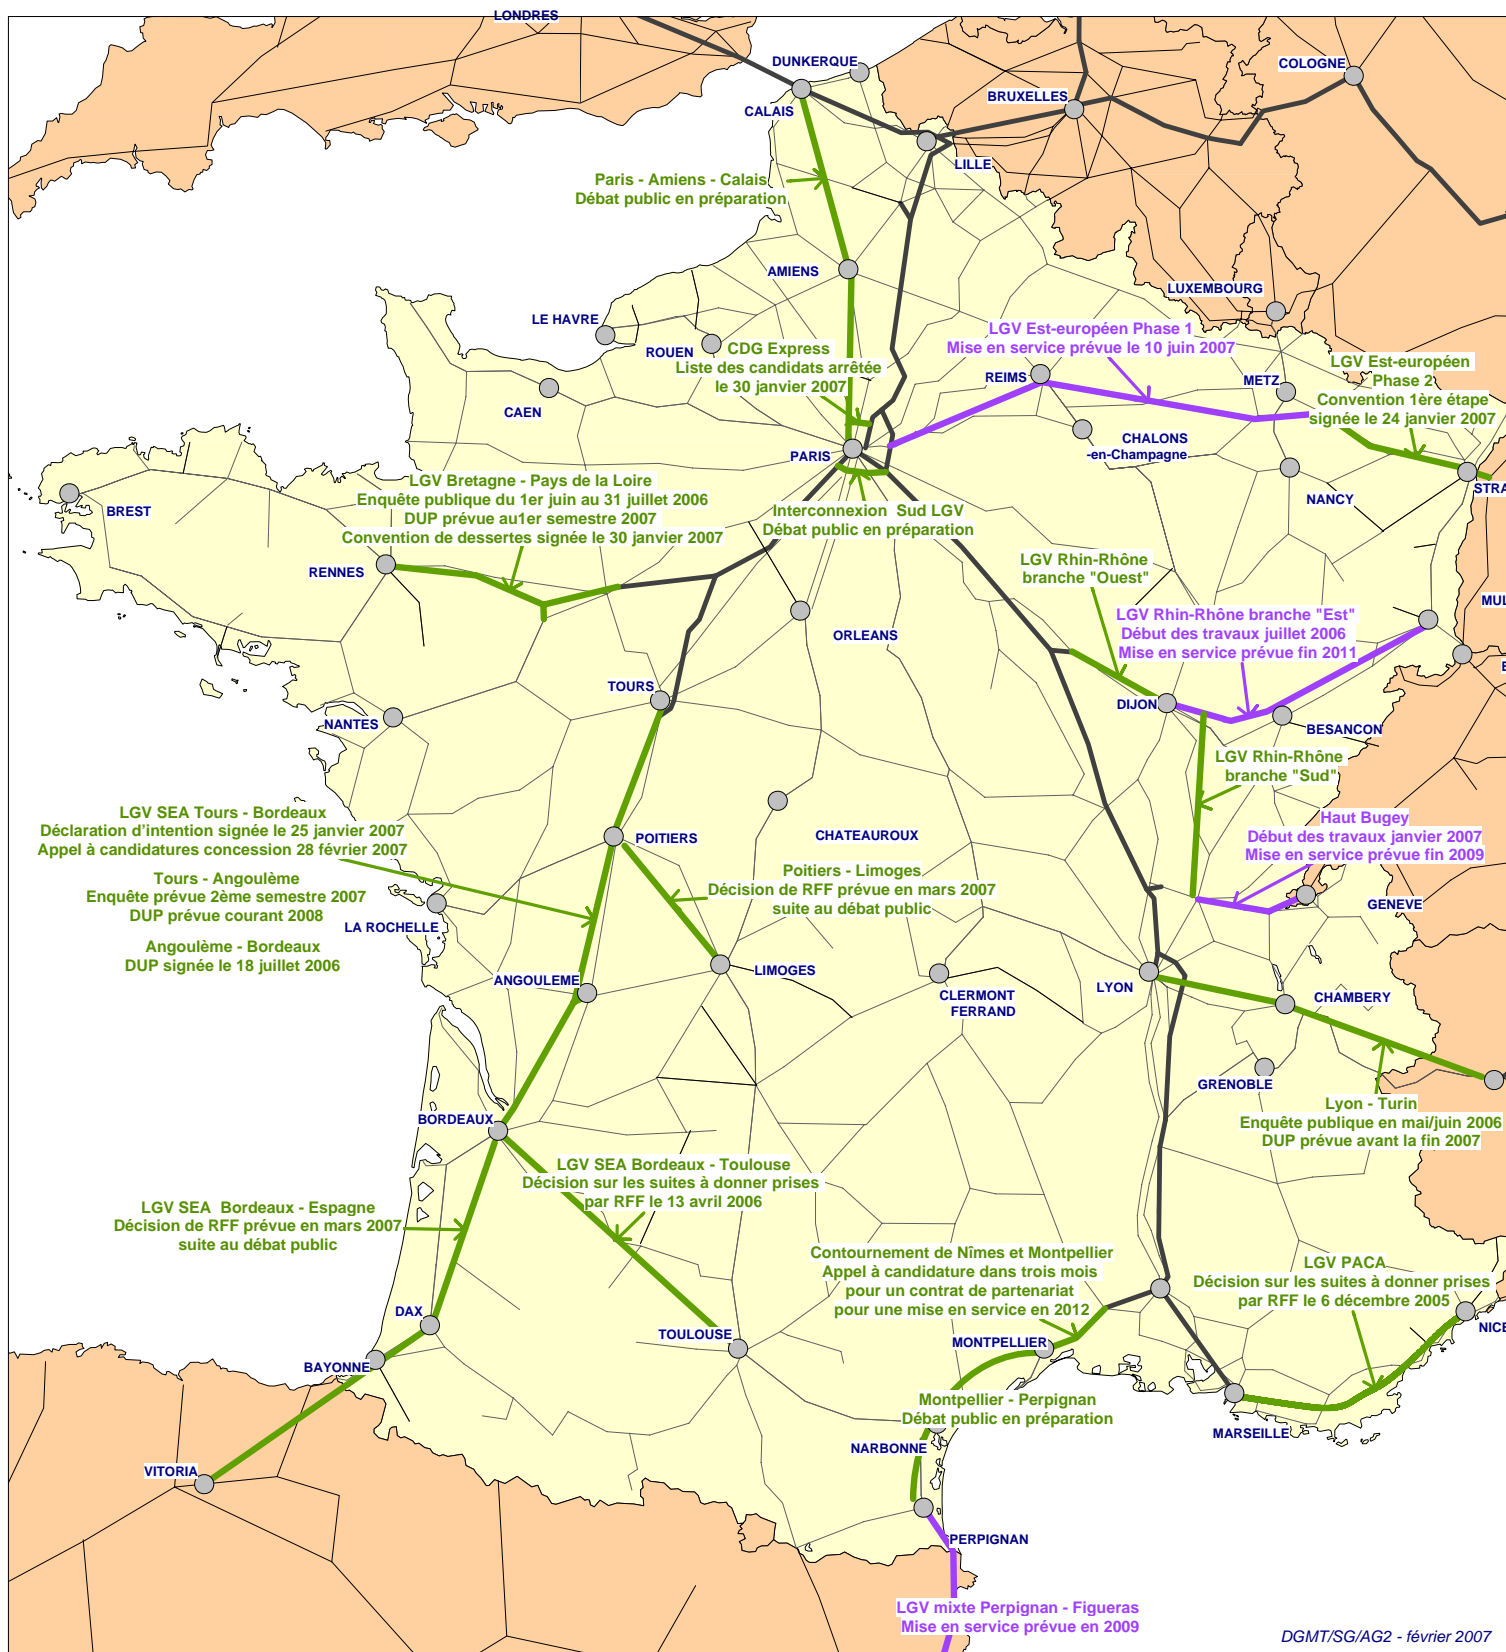 LONDRES
DUNKERQUE
COLOGNE
BRUXELLES
CALAIS
LILLE
Paris - Amiens - Calais
Débat public en préparation
AMIENS
LUXEMBOURG
LE HAVRE
ROUEN
CDG Express
Liste des candidats arrêtée
le 30 janvier 2007
LGV Est-européen Phase 1
Mise en service prévue le 10 juin 2007
REIMS
METZ
LGV Est-européen
Phase 2
Convention 1ère étape
signée le 24 janvier 2007
CAEN
CHALONS
-en-Champagne
PARIS
NANCY
STRA
BREST
LGV Bretagne - Pays de la Loire
Enquête publique du 1er juin au 31 juillet 2006
DUP prévue au1er semestre 2007
Convention de dessertes signée le 30 janvier 2007
Interconnexion Sud LGV
Débat public en préparation
RENNES
LGV Rhin-Rhône
branche "Ouest"
LGV Rhin-Rhône branche "Est"
Début des travaux juillet 2006
Mise en service prévue fin 2011
MUL
ORLEANS
B
TOURS
NANTES
DIJON
BESANCON
LGV Rhin-Rhône
branche "Sud"
LGV SEA Tours - Bordeaux
Déclaration d'intention signée le 25 janvier 2007
Appel à candidatures concession 28 février 2007
Tours - Angoulème
Enquête prévue 2ème semestre 2007
DUP prévue courant 2008
Angoulème - Bordeaux
DUP signée le 18 juillet 2006
POITIERS
CHATEAUROUX
Haut Bugey
Début des travaux janvier 2007
Mise en service prévue fin 2009
Poitiers - Limoges
Décision de RFF prévue en mars 2007
suite au débat public
GENEVE
LA ROCHELLE
ANGOULEME
LIMOGES
CLERMONT
FERRAND
LYON
CHAMBERY
GRENOBLE
Lyon - Turin
Enquête publique en mai/juin 2006
DUP prévue avant la fin 2007
BORDEAUX
LGV SEA Bordeaux - Toulouse
Décision sur les suites à donner prises
par RFF le 13 avril 2006
LGV SEA Bordeaux - Espagne
Décision de RFF prévue en mars 2007
suite au débat public
Contournement de Nîmes et Montpellier
Appel à candidature dans trois mois
pour un contrat de partenariat
pour une mise en service en 2012
LGV PACA
Décision sur les suites à donner prises
par RFF le 6 décembre 2005
DAX
TOULOUSE
MONTPELLIER
NICE
BAYONNE
Montpellier - Perpignan
Débat public en préparation
MARSEILLE
NARBONNE
VITORIA
PERPIGNAN
LGV mixte Perpignan - Figueras
Mise en service prévue en 2009
DGMT/SG/AG2 - février 2007